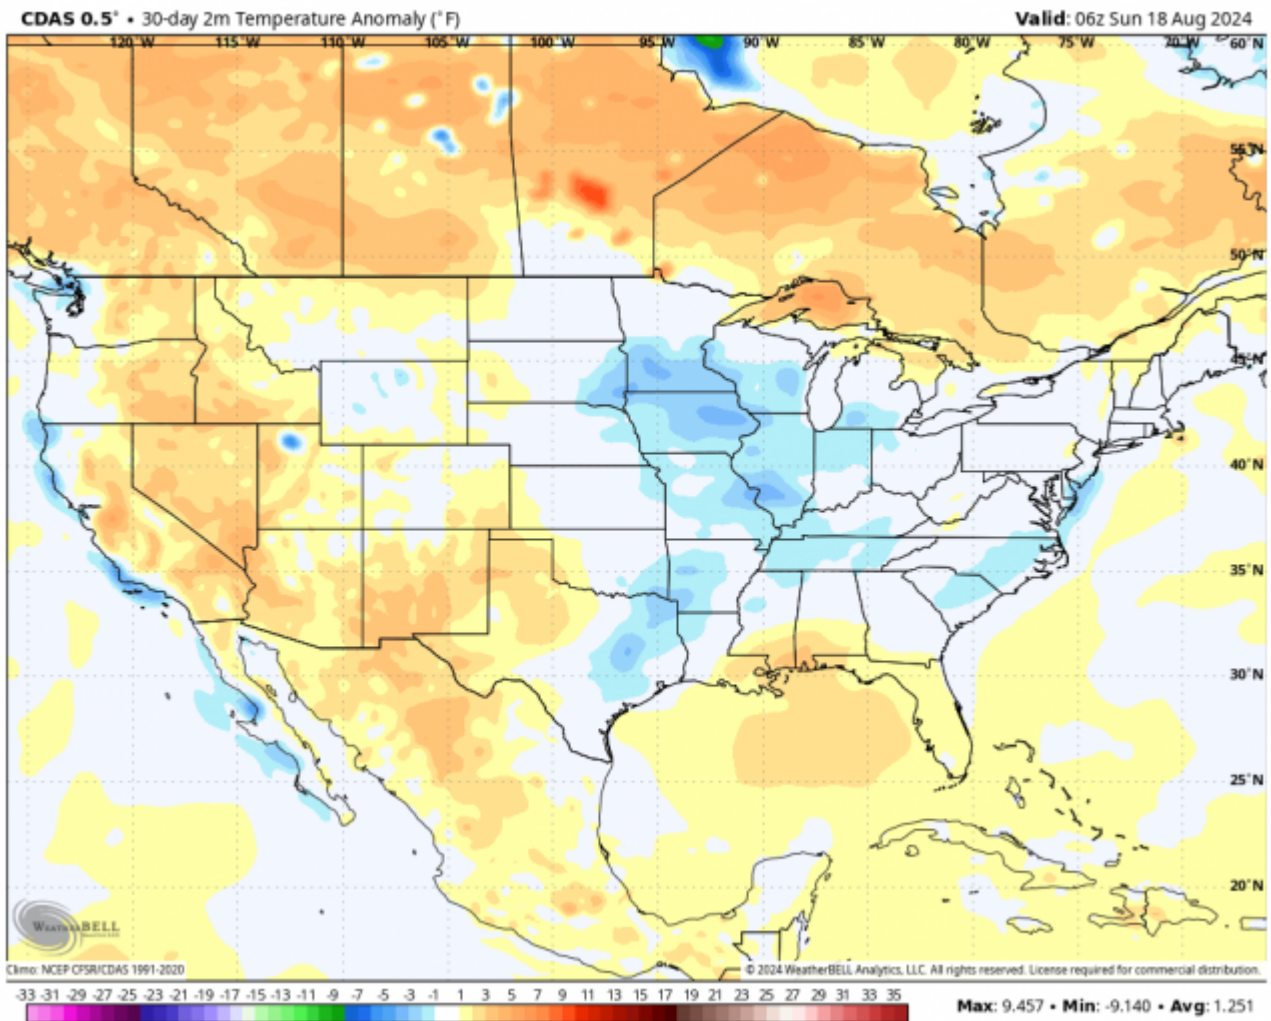 CDAS 0.5° • 30-day 2m Temperature Anomaly (°F)
Valid: 06z Sun 18 Aug 2024
120°W 115°W 110°W 105°W 100°W 95°W 90°W 85°W 80°W 75°W 70°W 60°N
55°N
50°N
45°N
40°N
35°N
30°N
25°N
20°N
WEATHERBELL
Climo: NCEP CFSR/CDAS 1991-2020
© 2024 WeatherBELL Analytics, LLC. All rights reserved. License required for commercial distribution.
-33 -31 -29 -27 -25 -23 -21 -19 -17 -15 -13 -11 -9 -7 -5 -3 -1 1 3 5 7 9 11 13 15 17 19 21 23 25 27 29 31 33 35
Max: 9.457 • Min: -9.140 • Avg: 1.251